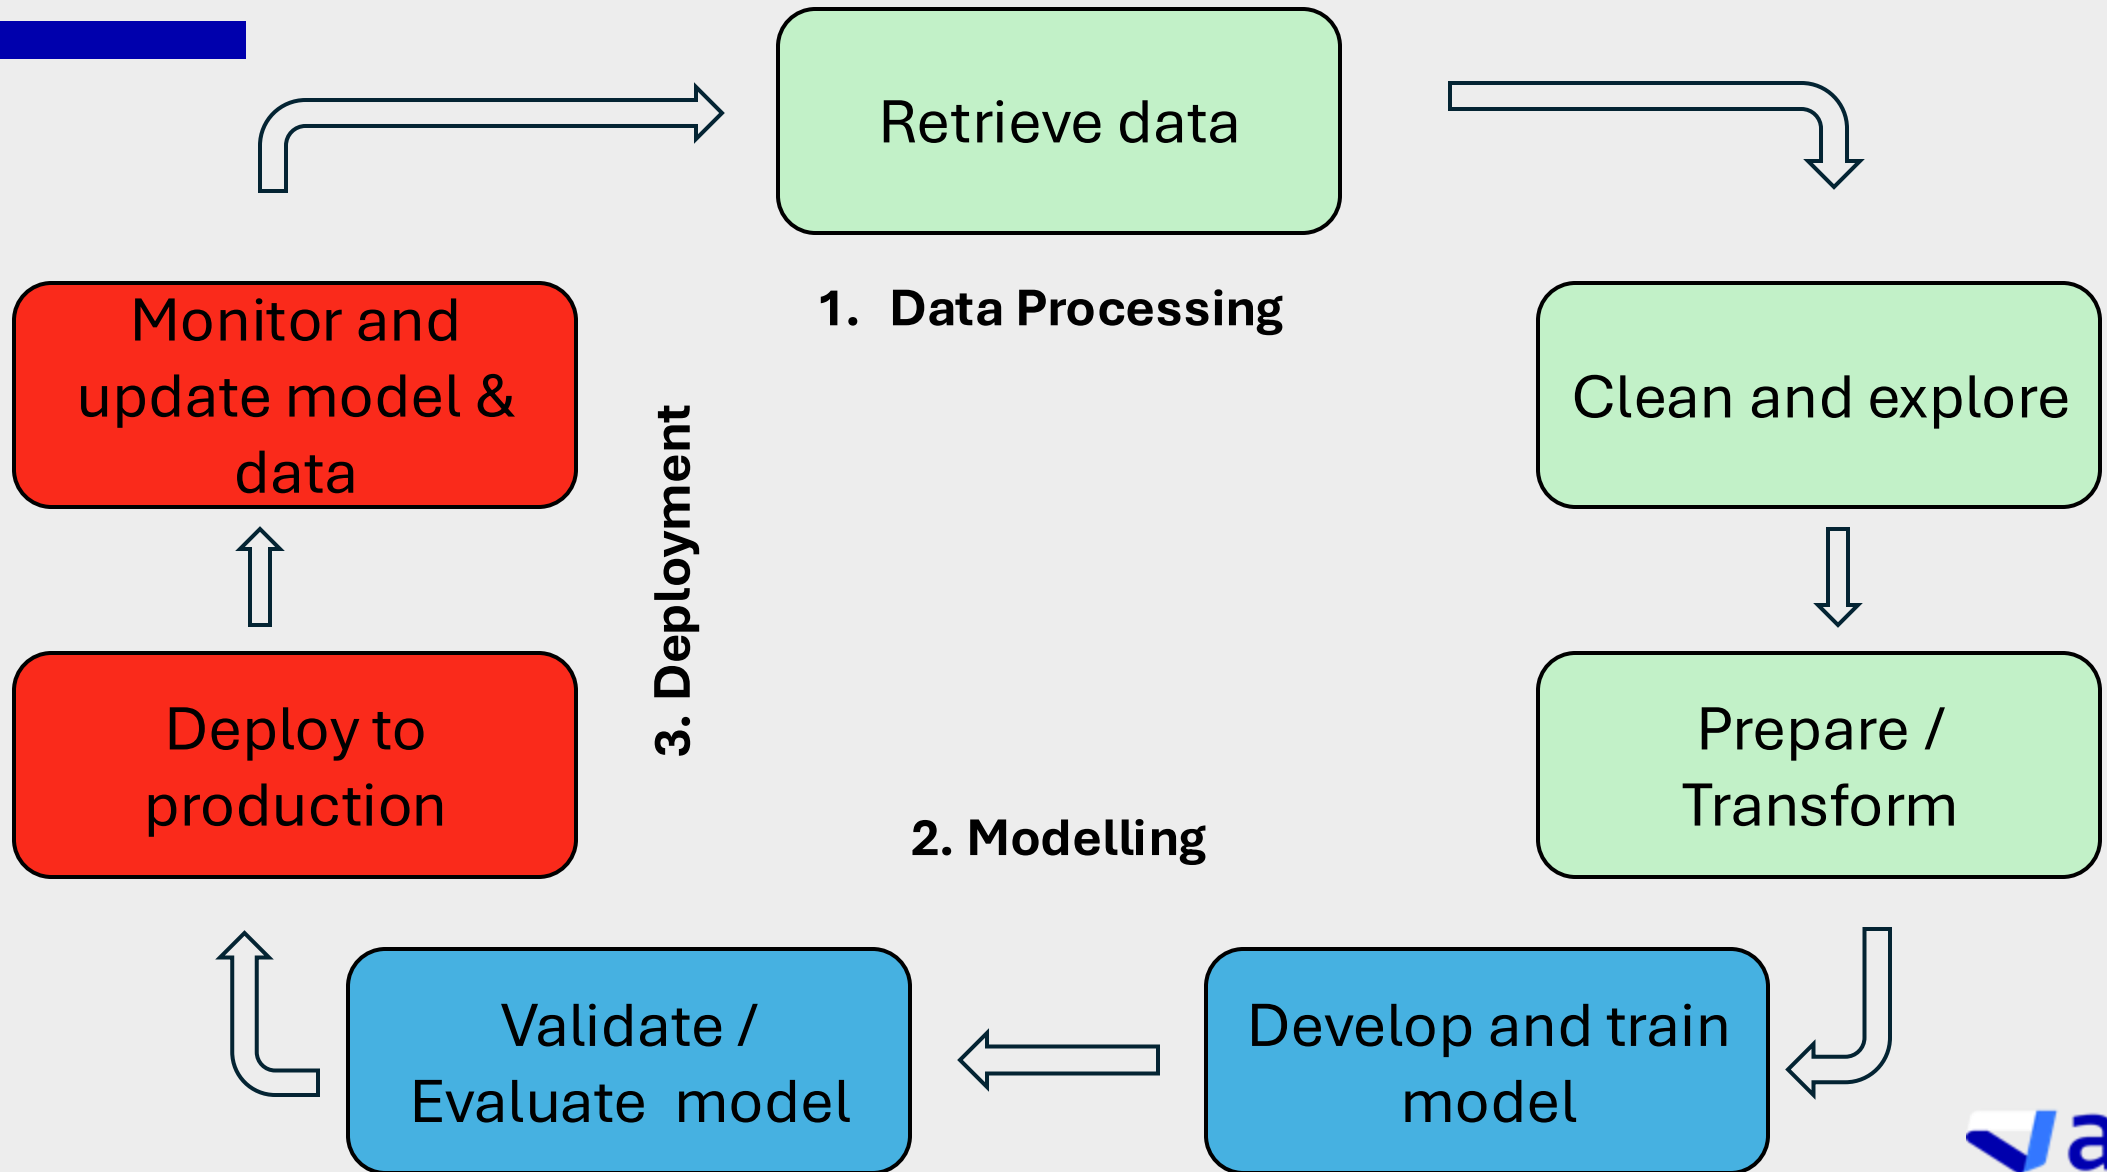 Retrieve data
1. Data Processing
Monitor and
update model &
data
Clean and explore
3. Deployment
Deploy to
production
Prepare /
Transform
2. Modelling
Validate /
Evaluate  model
Develop and train
model